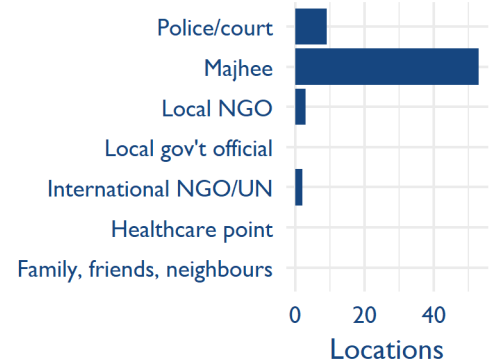 Police/court
Majhee
Local NGO
Local gov't official
International NGO/UN
Healthcare point
Family, friends, neighbours
0 20 40
Locations